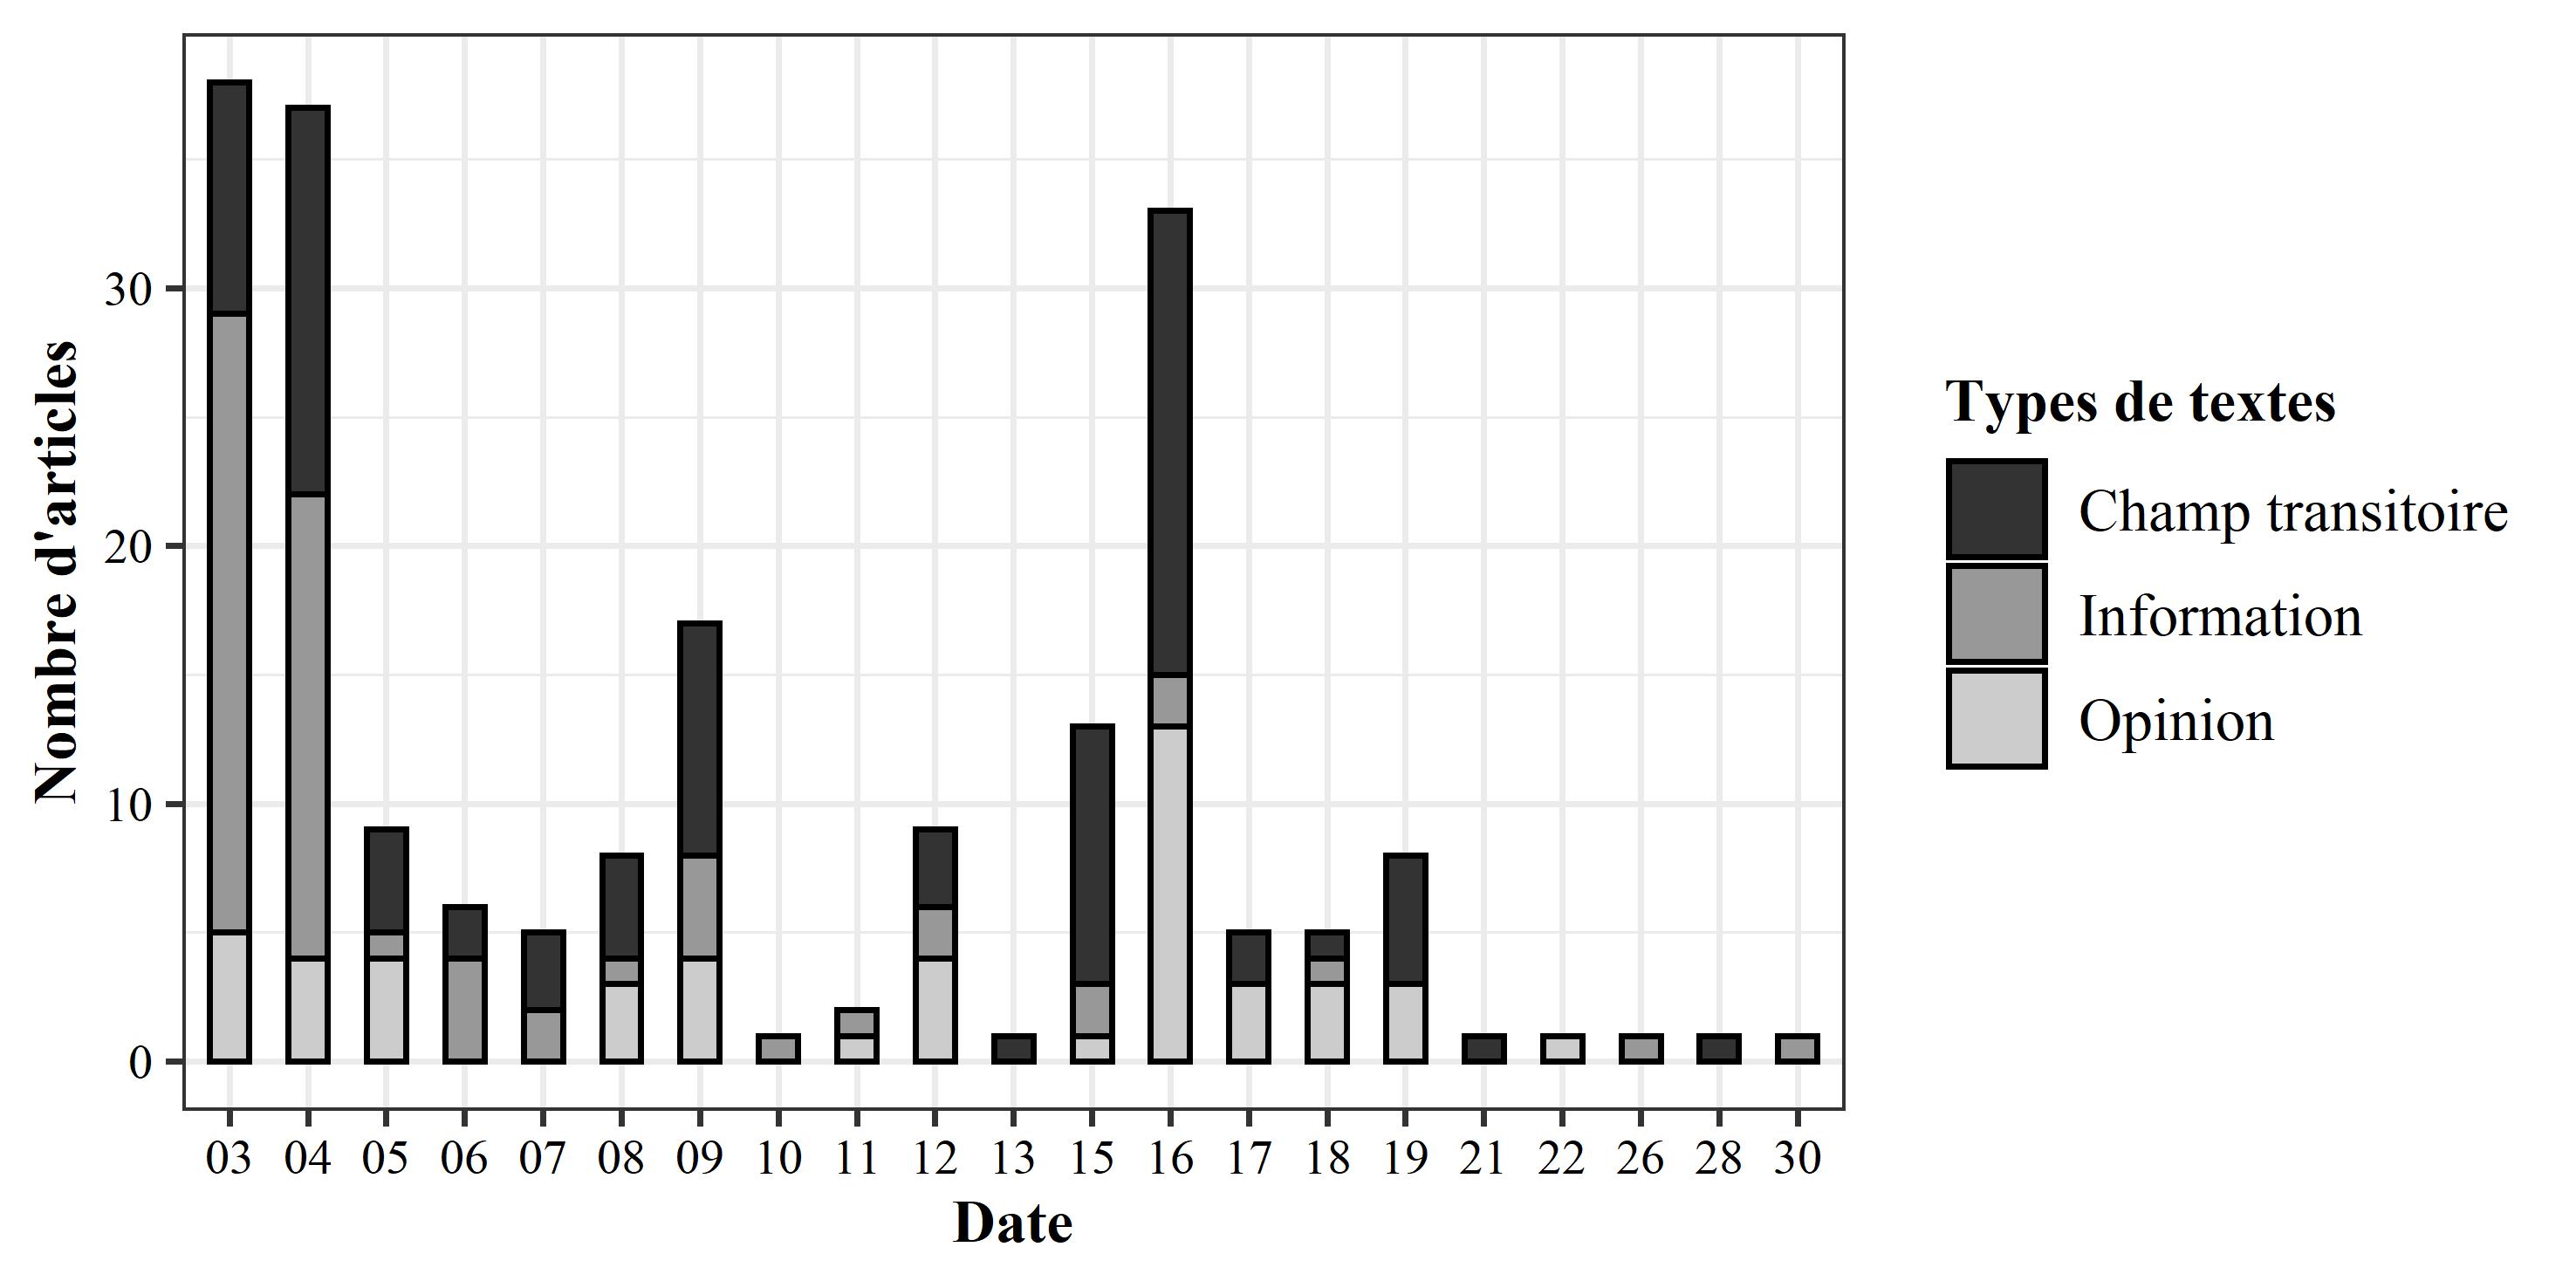 Nombre d'articles
30
20
10
0
03 04 05 06 07 08 09 10 11 12 13 15 16 17 18 19 21 22 26 28 30
Date
Types de textes
Champ transitoire
Information
Opinion